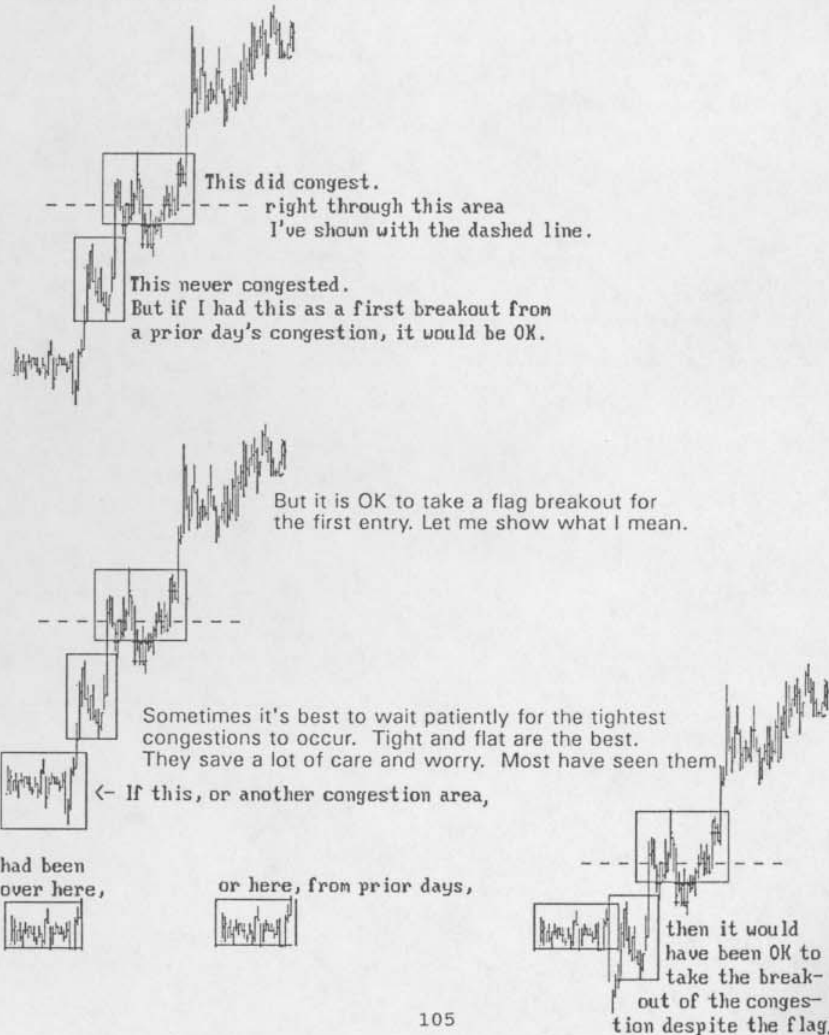 This did congest.
right through this area
I've shown with the dashed line.
This never congested.
But if I had this as a first breakout from
a prior day's congestion, it would be OK.
But it is OK to take a flag breakout for
the first entry. Let me show what I mean.
Sometimes it's best to wait patiently for the tightest
congestions to occur. Tight and flat are the best.
They save a lot of care and worry. Most have seen them
<- If this, or another congestion area,
had been
over here,
or here, from prior days,
then it would
have been OK to
take the break-
out of the conges-
tion despite the flag.
105